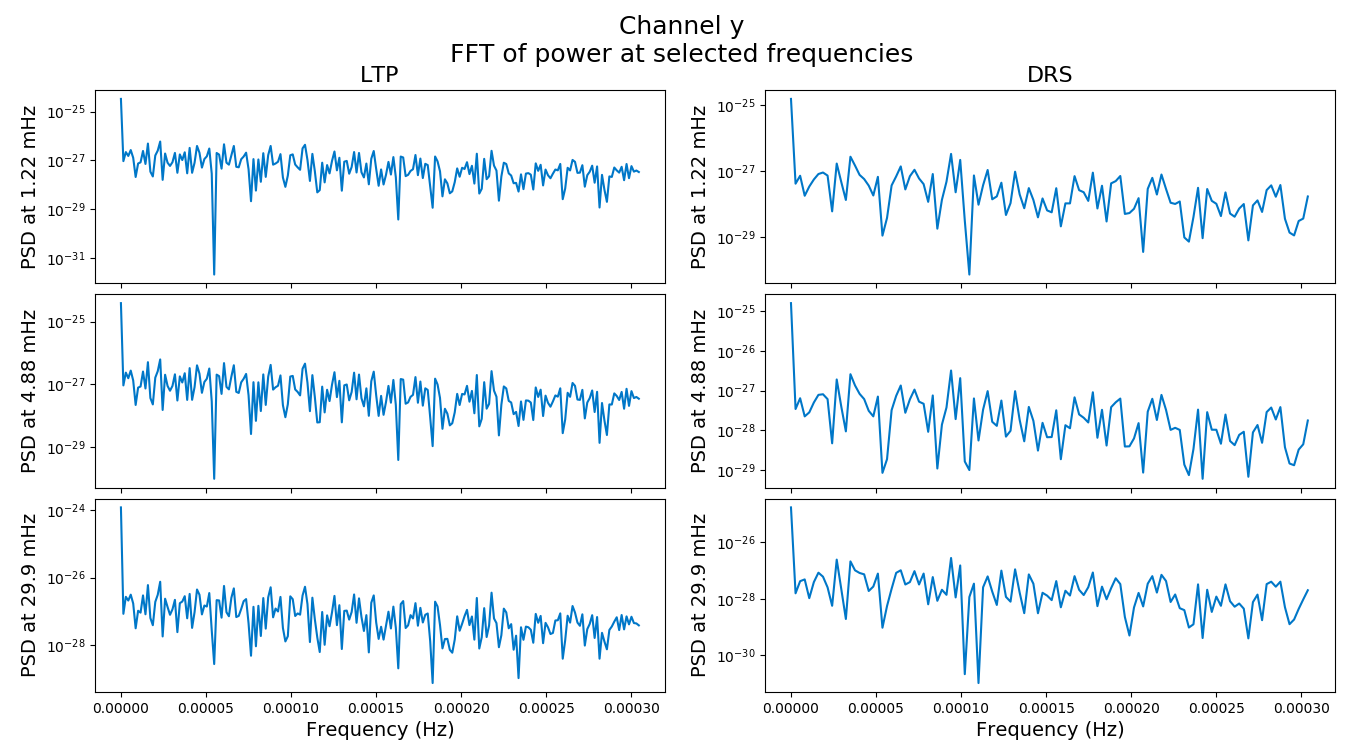 Channel y
FFT of power at selected frequencies
LTP
DRS
PSD at 1.22 mHz
10⁻²⁵
10⁻²⁷
10⁻²⁹
10⁻³¹
PSD at 1.22 mHz
10⁻²⁵
10⁻²⁷
10⁻²⁹
PSD at 4.88 mHz
10⁻²⁵
10⁻²⁷
10⁻²⁹
PSD at 4.88 mHz
10⁻²⁵
10⁻²⁶
10⁻²⁷
10⁻²⁸
10⁻²⁹
PSD at 29.9 mHz
10⁻²⁴
10⁻²⁶
10⁻²⁸
PSD at 29.9 mHz
10⁻²⁶
10⁻²⁸
10⁻³⁰
0.00000 0.00005 0.00010 0.00015 0.00020 0.00025 0.00030
Frequency (Hz)
0.00000 0.00005 0.00010 0.00015 0.00020 0.00025 0.00030
Frequency (Hz)